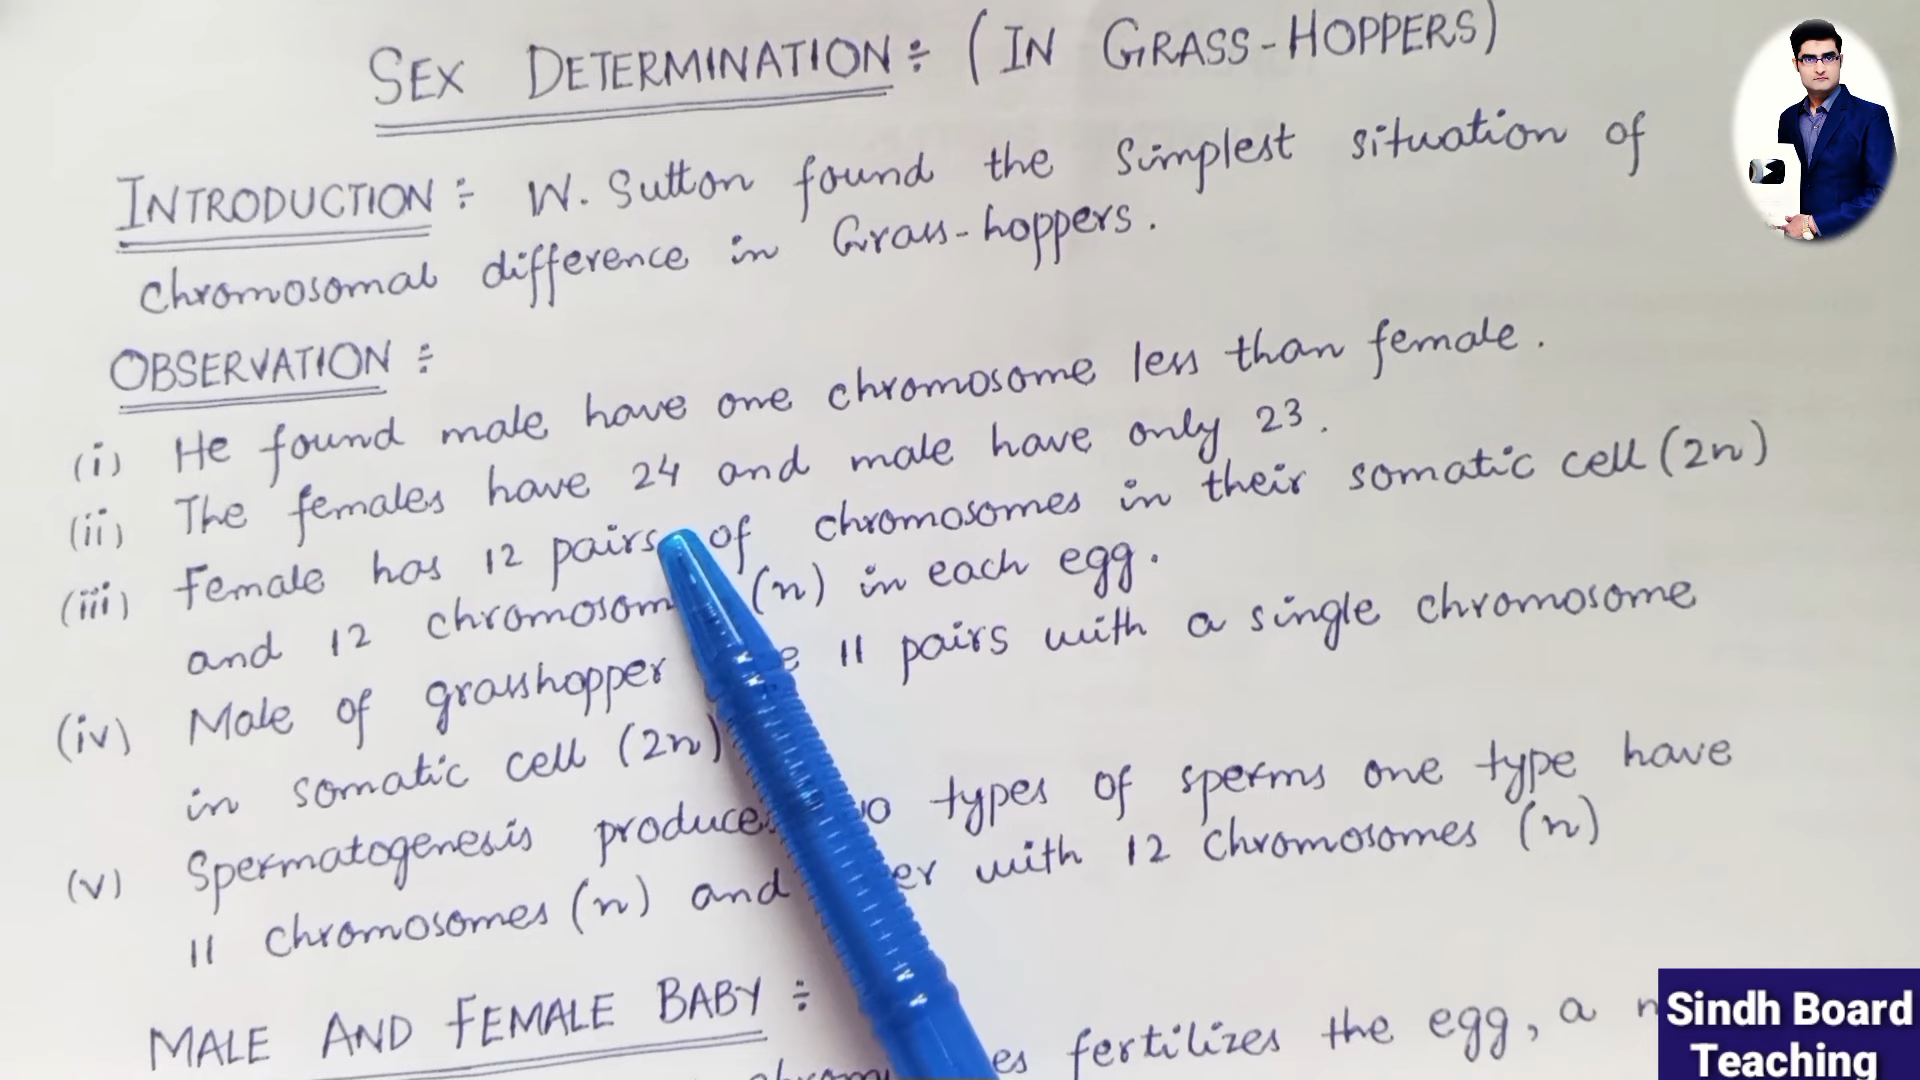 SEX DETERMINATION÷ (IN GRASS-HOPPERS)
INTRODUCTION÷ W. Sutton found the Simplest situation of
chromosomal difference in Grass-hoppers.
OBSERVATION÷
(i) He found male have one chromosome less than female.
(ii) The females have 24 and male have only 23.
(iii) Female has 12 pairs of chromosomes in their somatic cell (2n)
and 12 chromosom (n) in each egg.
(iv) Male of grasshopper e 11 pairs with a single chromosome
in somatic cell (2n)
(v) Spermatogenesis produces o types of sperms one type have
11 chromosomes (n) and er with 12 chromosomes (n)
MALE AND FEMALE BABY÷
es fertilizes the egg, a
Sindh Board
Teaching